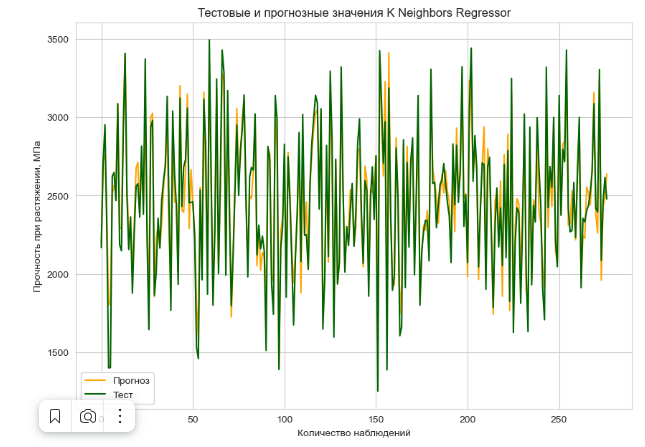 Тестовые и прогнозные значения K Neighbors Regressor
Прочность при растяжении, МПа
3500
3000
2500
2000
1500
Прогноз
Тест
0
50
100
150
200
250
Количество наблюдений